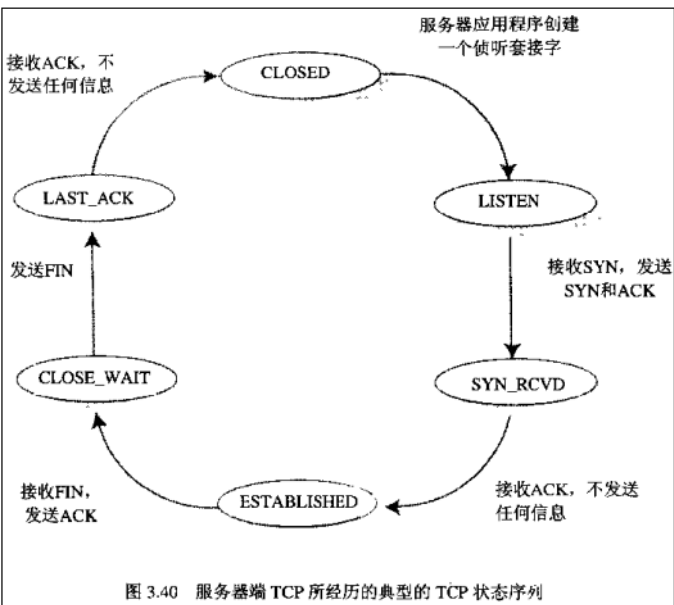 服务器应用程序创建
一个侦听套接字
接收ACK，不
发送任何信息
CLOSED
LAST_ACK
LISTEN
发送FIN
接收SYN，发送
SYN和ACK
CLOSE_WAIT
SYN_RCVD
接收FIN，
发送ACK
ESTABLISHED
接收ACK，不发送
任何信息
图 3.40 服务器端 TCP 所经历的典型的 TCP 状态序列